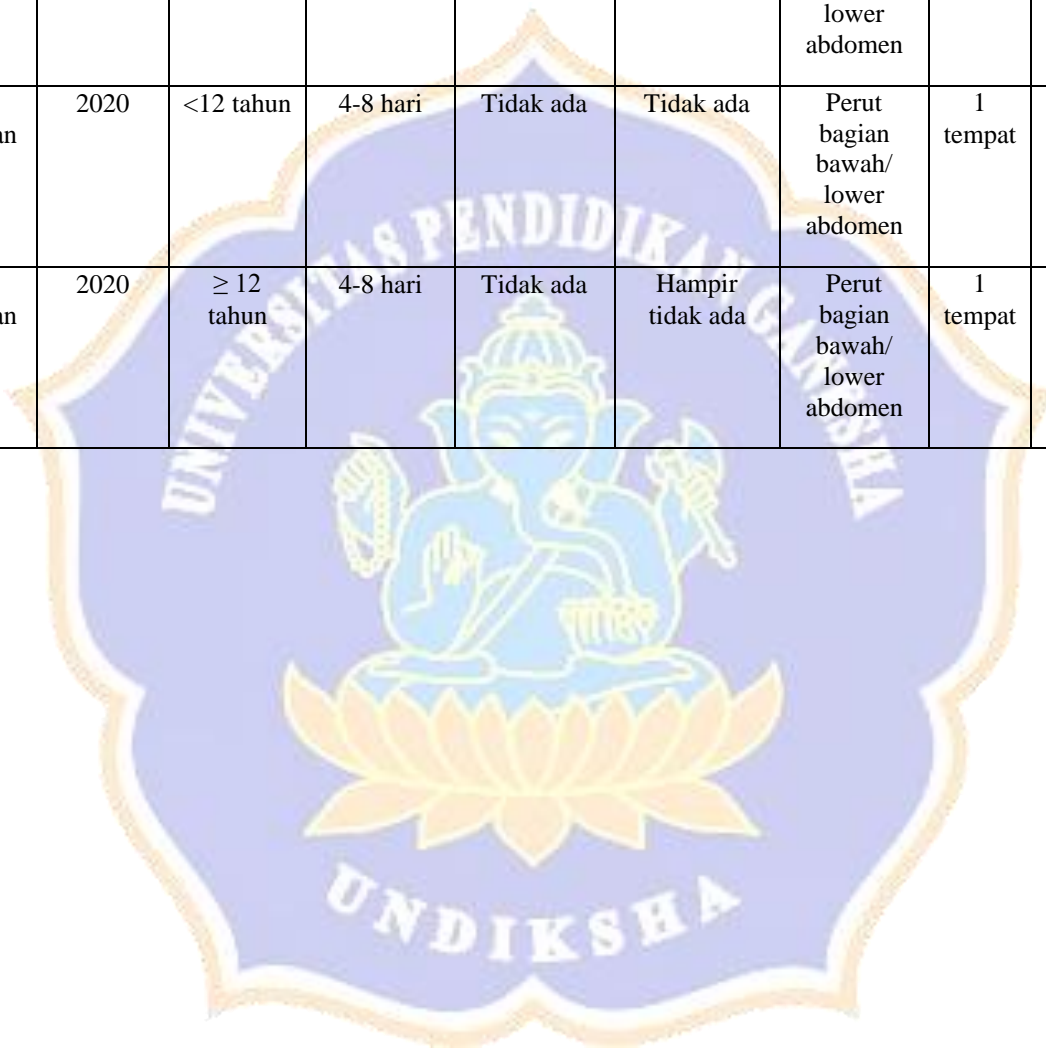 lower
abdomen
an
2020
<12 tahun
4-8 hari
Tidak ada
Tidak ada
Perut
bagian
bawah/
lower
abdomen
1
tempat
an
2020
≥ 12
tahun
4-8 hari
Tidak ada
Hampir
tidak ada
Perut
bagian
bawah/
lower
abdomen
1
tempat
UNIVERSITAS PENDIDIKAN GANESHA
UNDIKSHA